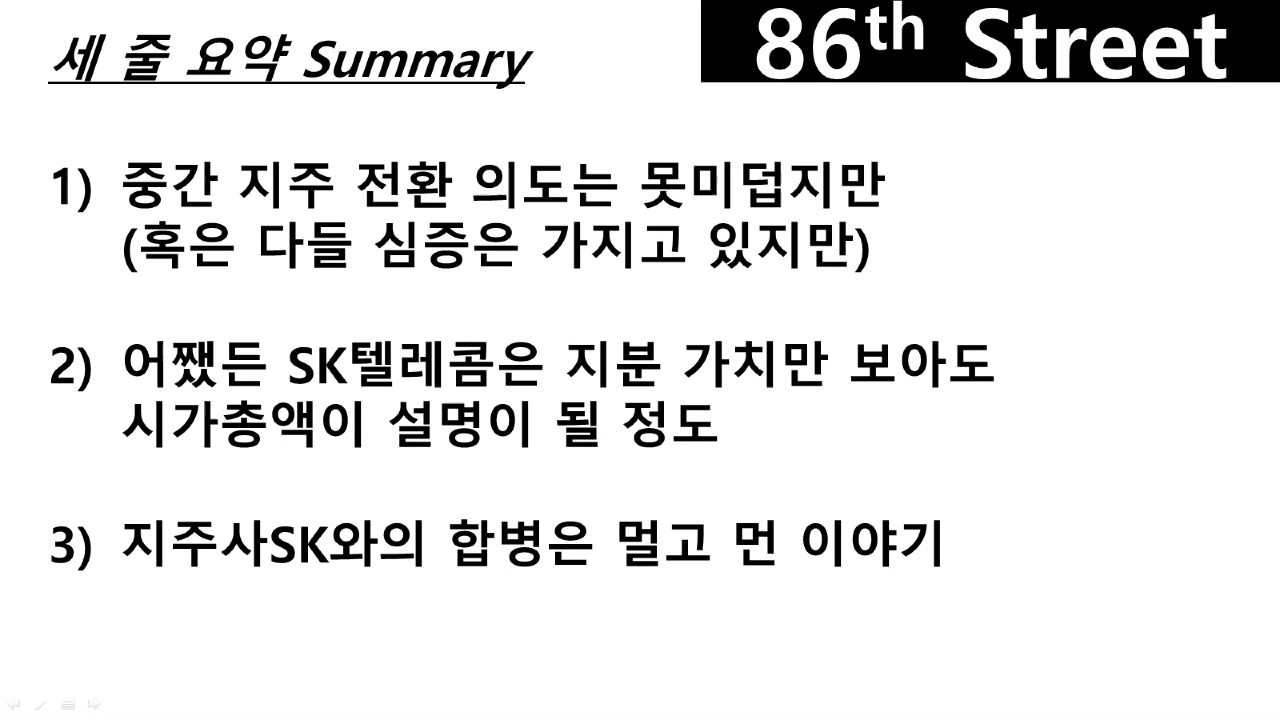 세 줄 요약 Summary
86th Street
1) 중간 지주 전환 의도는 못미덥지만
(혹은 다들 심증은 가지고 있지만)
2) 어쨌든 SK텔레콤은 지분 가치만 보아도
시가총액이 설명이 될 정도
3) 지주사SK와의 합병은 멀고 먼 이야기